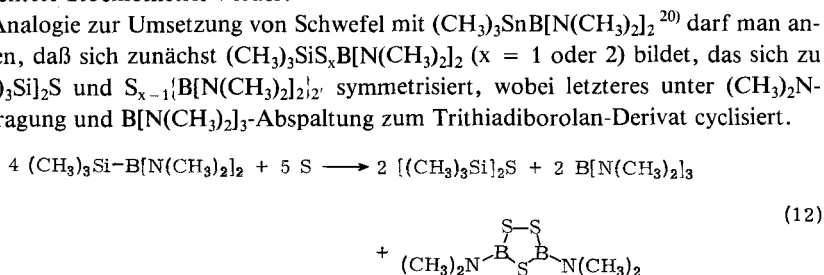 Analogie zur Umsetzung von Schwefel mit (CH₃)₃SnB[N(CH₃)₂]₂ ²⁰⁾ darf man an-
en, daß sich zunächst (CH₃)₃SiSₓB[N(CH₃)₂]₂ (x = 1 oder 2) bildet, das sich zu
)₃Si]₂S und Sₓ₋₁{B[N(CH₃)₂]₂}₂, symmetrisiert, wobei letzteres unter (CH₃)₂N-
ragung und B[N(CH₃)₂]₃-Abspaltung zum Trithiadiborolan-Derivat cyclisiert.
4 (CH₃)₃Si–B[N(CH₃)₂]₂ + 5 S ⟶ 2 [(CH₃)₃Si]₂S + 2 B[N(CH₃)₂]₃
(12)
S–S
+ (CH₃)₂N B S B N(CH₃)₂